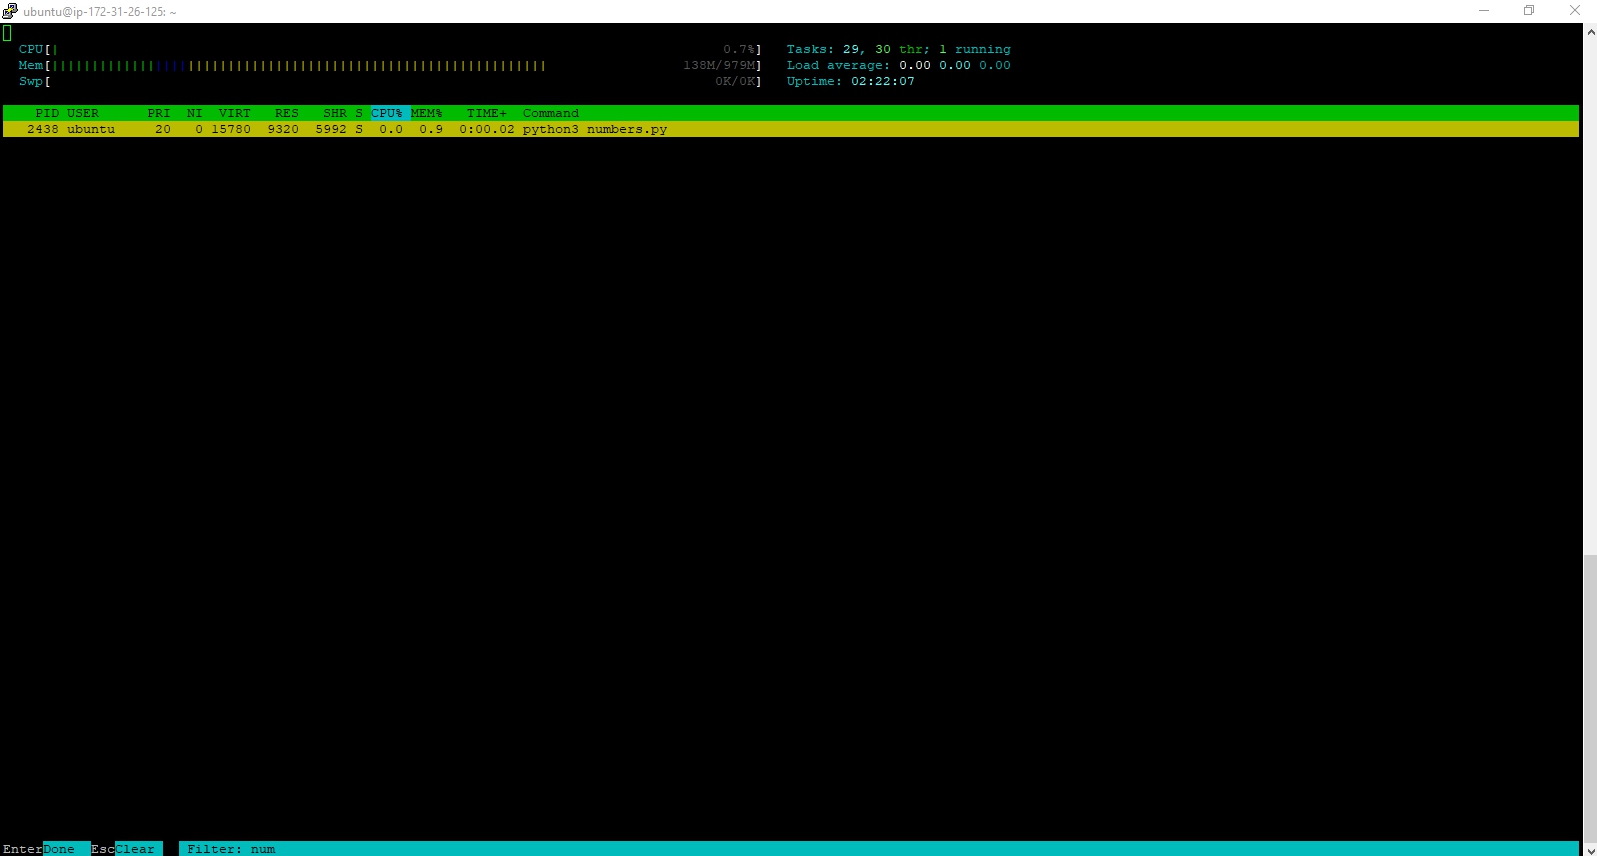 ubuntu@ip-172-31-26-125: ~
CPU[| 0.7%] Tasks: 29, 30 thr; 1 running
Mem[||||||||||||||||||||||||||||||||||||||||||||||||||||||||||||||138M/979M] Load average: 0.00 0.00 0.00
Swp[ 0K/0K] Uptime: 02:22:07
PID USER PRI NI VIRT RES SHR S CPU% MEM% TIME+ Command
2438 ubuntu 20 0 15780 9320 5992 S 0.0 0.9 0:00.02 python3 numbers.py
EnterDone EscClear Filter: num